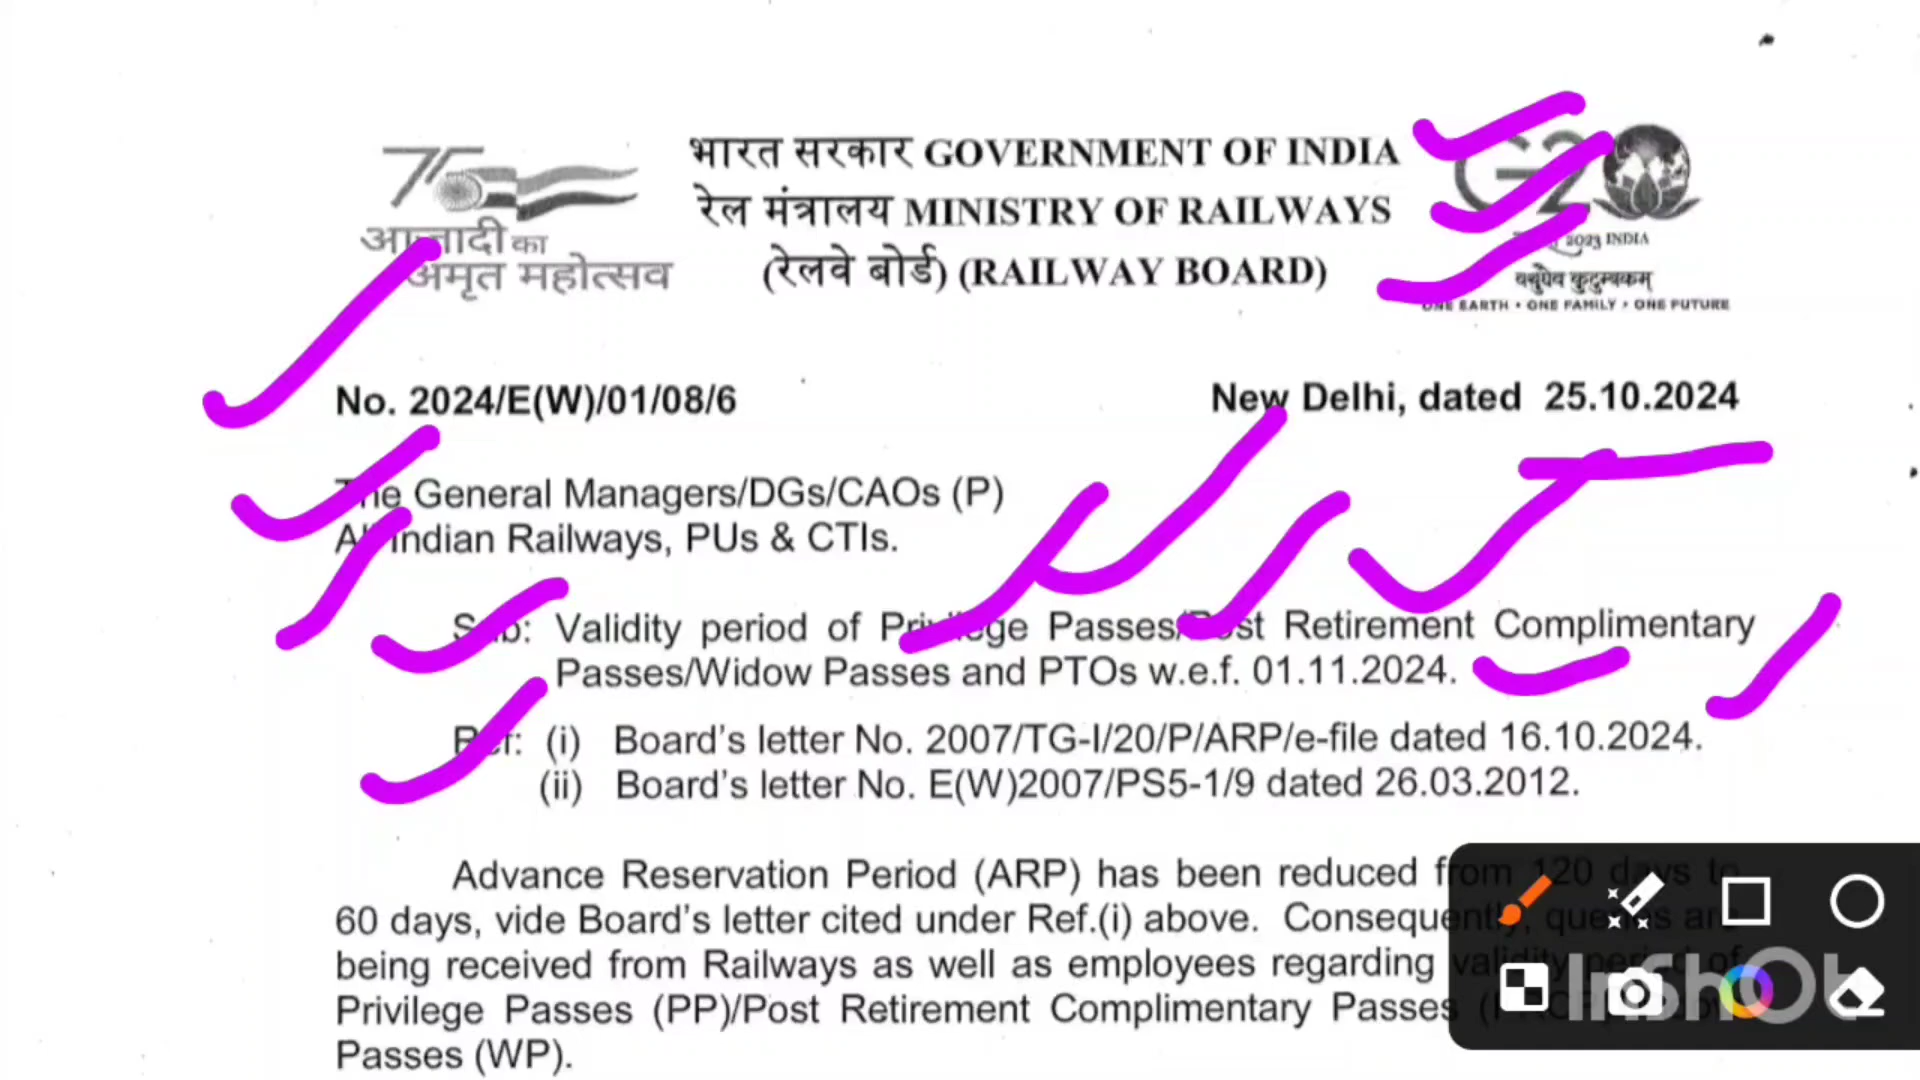 भारत सरकार GOVERNMENT OF INDIA
रेल मंत्रालय MINISTRY OF RAILWAYS
(रेलवे बोर्ड) (RAILWAY BOARD)
आज़ादी का
अमृत महोत्सव
G20
2023 INDIA
वसुधैव कुटुम्बकम्
ONE EARTH • ONE FAMILY • ONE FUTURE
No. 2024/E(W)/01/08/6 New Delhi, dated 25.10.2024
The General Managers/DGs/CAOs (P)
All Indian Railways, PUs & CTIs.
Sub: Validity period of Privilege Passes/Post Retirement Complimentary
Passes/Widow Passes and PTOs w.e.f. 01.11.2024.
Ref: (i) Board's letter No. 2007/TG-I/20/P/ARP/e-file dated 16.10.2024.
(ii) Board's letter No. E(W)2007/PS5-1/9 dated 26.03.2012.
Advance Reservation Period (ARP) has been reduced from 120 days to
60 days, vide Board's letter cited under Ref.(i) above. Consequently, queries are
being received from Railways as well as employees regarding validity period of
Privilege Passes (PP)/Post Retirement Complimentary Passes
Passes (WP).
InShOt